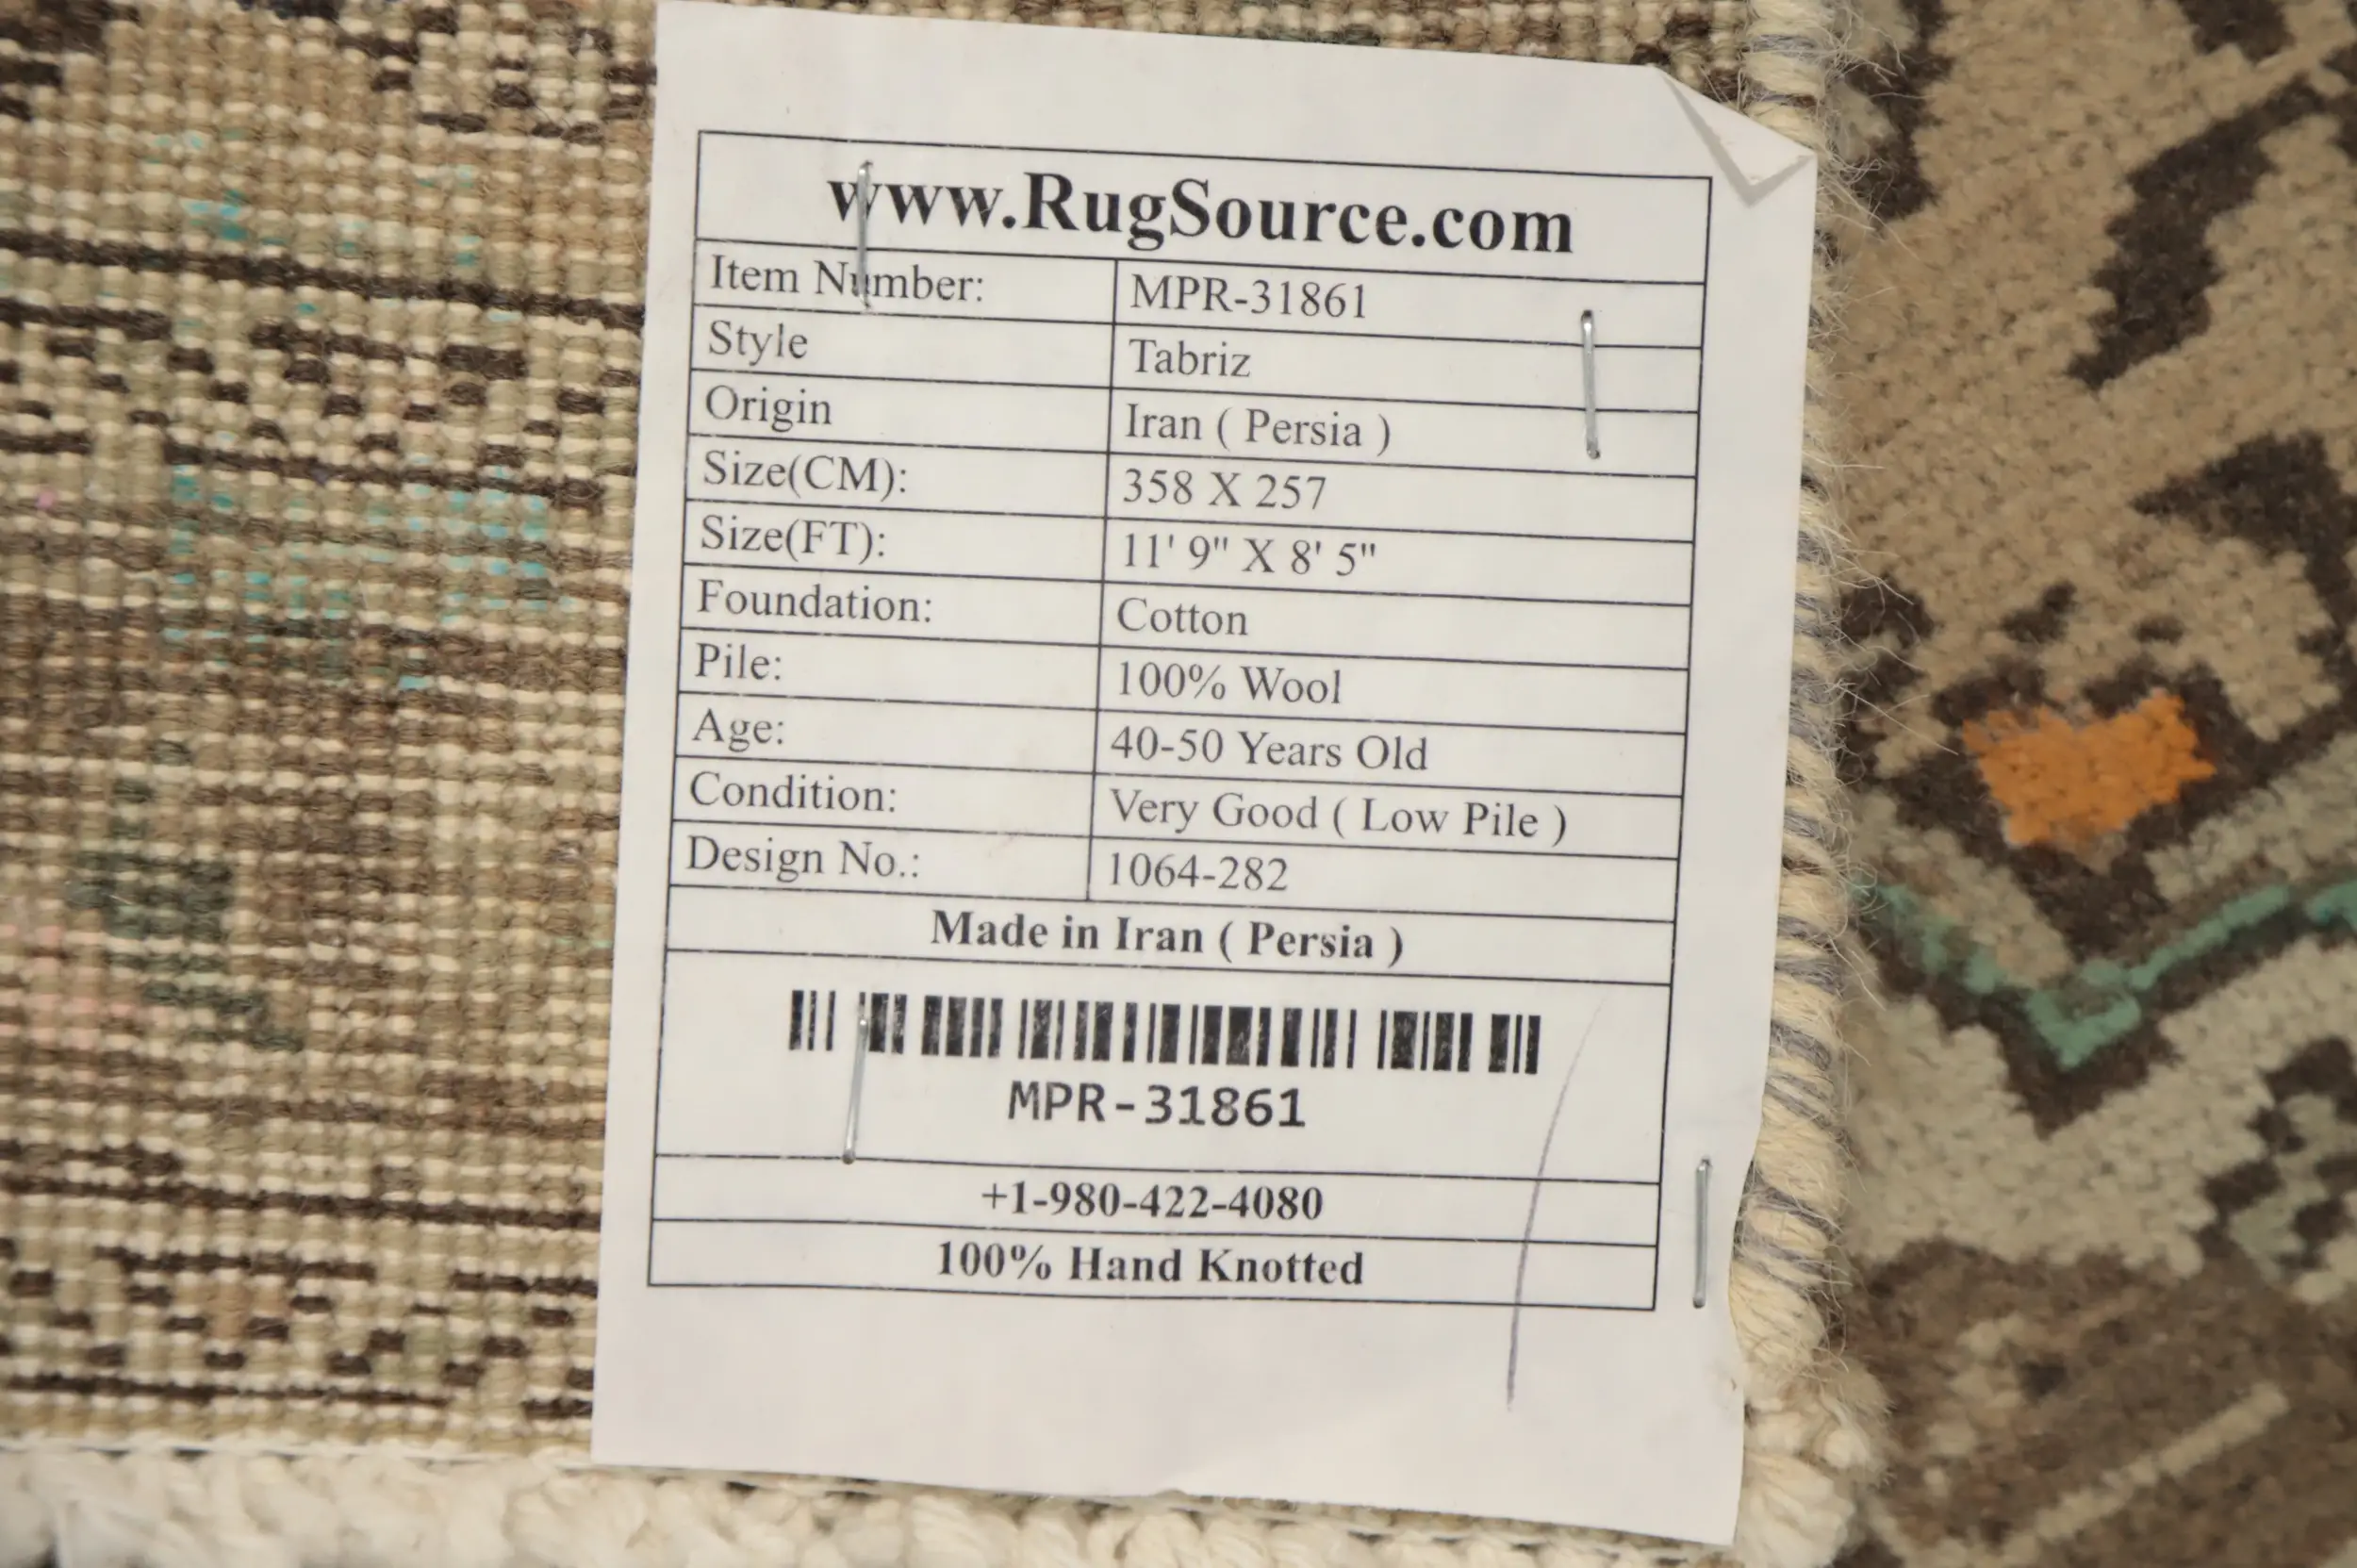 www.RugSource.com
Item Number: MPR-31861
Style Tabriz
Origin Iran ( Persia )
Size(CM): 358 X 257
Size(FT): 11' 9" X 8' 5"
Foundation: Cotton
Pile: 100% Wool
Age: 40-50 Years Old
Condition: Very Good ( Low Pile )
Design No.: 1064-282
Made in Iran ( Persia )
MPR-31861
+1-980-422-4080
100% Hand Knotted